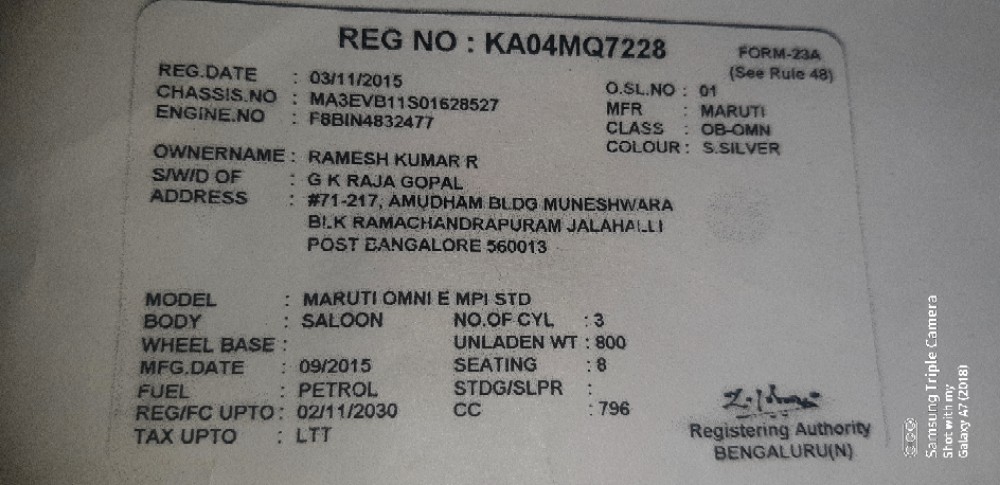 REG NO : KA04MQ7228
FORM-23A
(See Rule 48)
REG.DATE : 03/11/2015
O.SL.NO : 01
CHASSIS.NO : MA3EVB11S01628527
MFR : MARUTI
ENGINE.NO : F8BIN4832477
CLASS : OB-OMN
COLOUR : S.SILVER
OWNERNAME : RAMESH KUMAR R
S/W/D OF : G K RAJA GOPAL
ADDRESS : #71-217, AMUDHAM BLDG MUNESHWARA
BLK RAMACHANDRAPURAM JALAHALLI
POST BANGALORE 560013
MODEL : MARUTI OMNI E MPI STD
BODY : SALOON NO.OF CYL : 3
WHEEL BASE : UNLADEN WT : 800
MFG.DATE : 09/2015 SEATING : 8
FUEL : PETROL STDG/SLPR :
REG/FC UPTO : 02/11/2030 CC : 796
TAX UPTO : LTT
Registering Authority
BENGALURU(N)
Samsung Triple Camera
Shot with my
Galaxy A7 (2018)